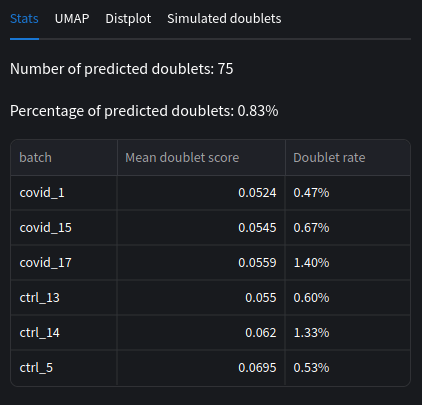 Stats UMAP Distplot Simulated doublets
Number of predicted doublets: 75
Percentage of predicted doublets: 0.83%
batch Mean doublet score Doublet rate
covid_1 0.0524 0.47%
covid_15 0.0545 0.67%
covid_17 0.0559 1.40%
ctrl_13 0.055 0.60%
ctrl_14 0.062 1.33%
ctrl_5 0.0695 0.53%